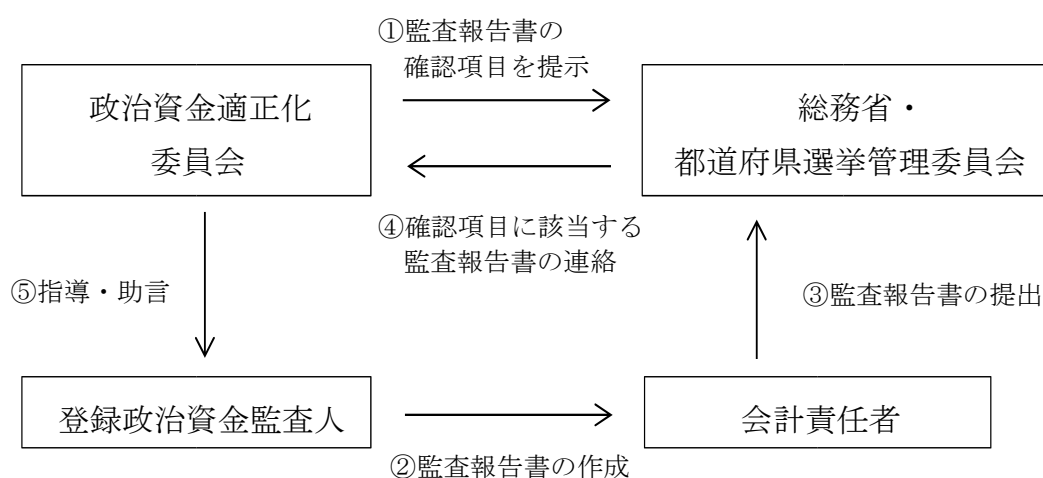 ①監査報告書の
確認項目を提示
政治資金適正化
委員会
総務省・
都道府県選挙管理委員会
④確認項目に該当する
監査報告書の連絡
⑤指導・助言
③監査報告書の提出
登録政治資金監査人
会計責任者
②監査報告書の作成